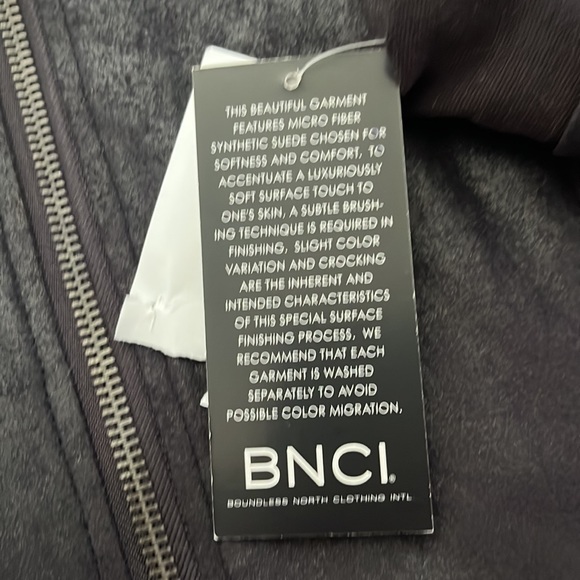 THIS BEAUTIFUL GARMENT
FEATURES MICRO FIBER
SYNTHETIC SUEDE CHOSEN FOR
SOFTNESS AND COMFORT, TO
ACCENTUATE A LUXURIOUSLY
SOFT SURFACE TOUCH TO
ONE'S SKIN, A SUBTLE BRUSH-
ING TECHNIQUE IS REQUIRED IN
FINISHING, SLIGHT COLOR
VARIATION AND CROCKING
ARE THE INHERENT AND
INTENDED CHARACTERISTICS
OF THIS SPECIAL SURFACE
FINISHING PROCESS, WE
RECOMMEND THAT EACH
GARMENT IS WASHED
SEPARATELY TO AVOID
POSSIBLE COLOR MIGRATION,
BNCI.
BOUNDLESS NORTH CLOTHING INTL